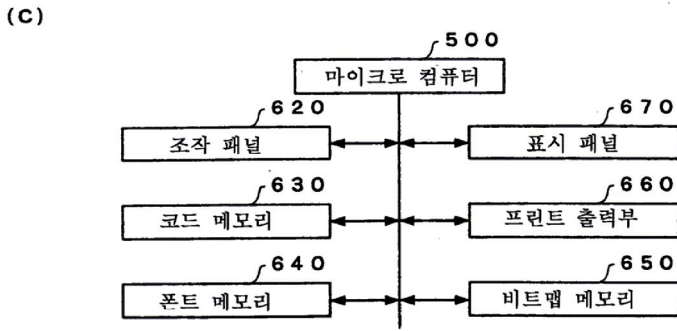 (C)
500
마이크로 컴퓨터
620
670
조작 패널
표시 패널
630
660
코드 메모리
프린트 출력부
640
650
폰트 메모리
비트맵 메모리